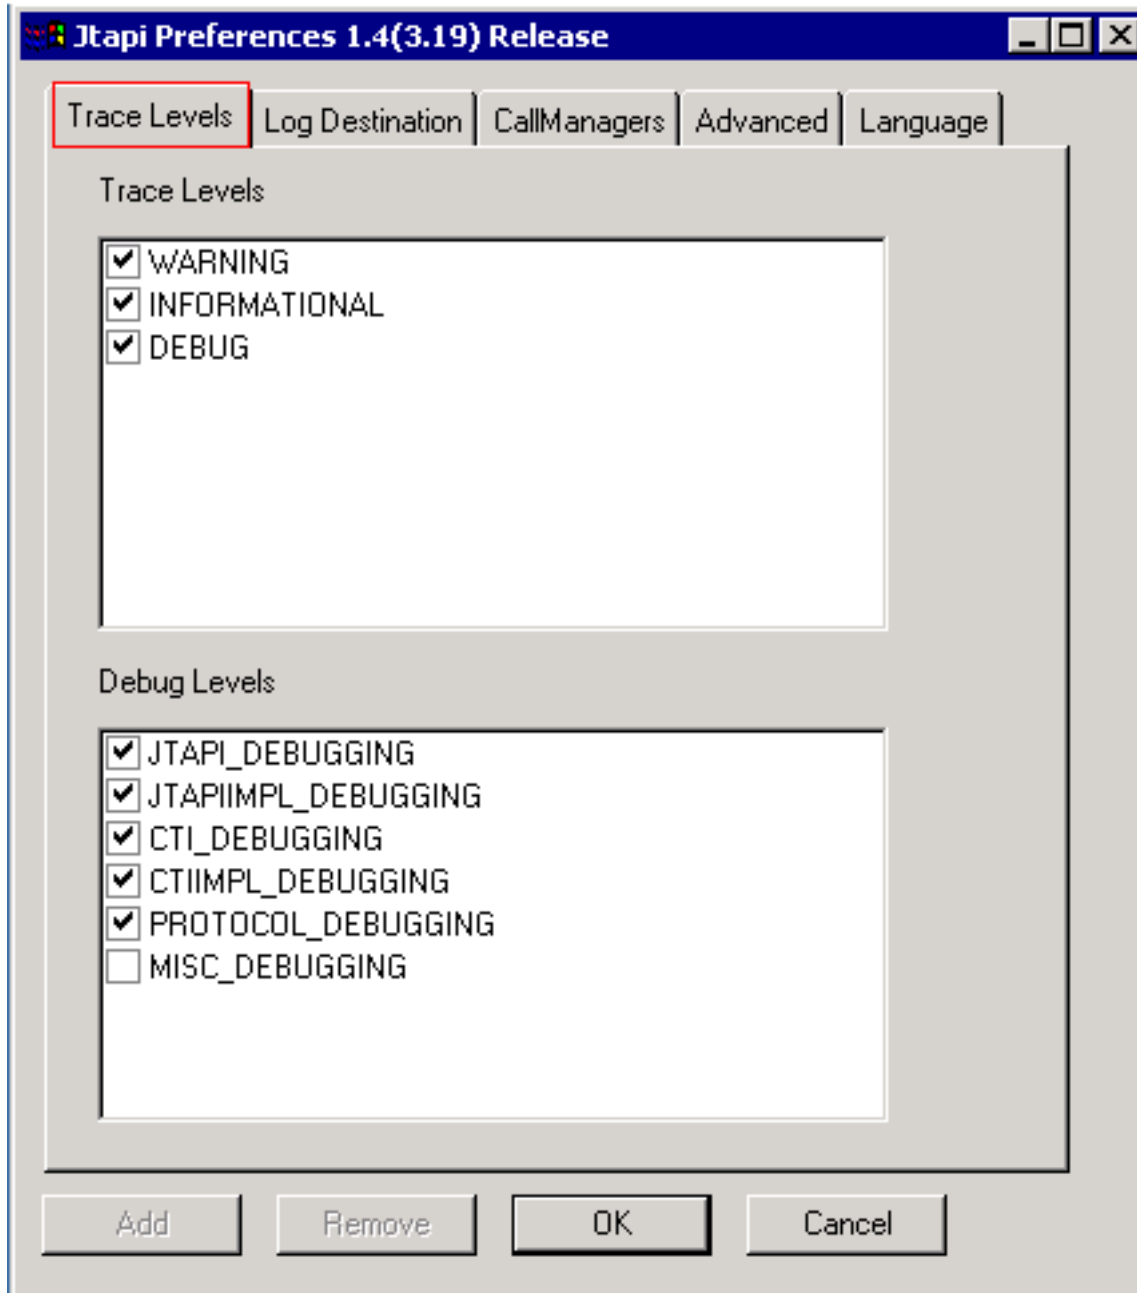 Jtapi Preferences 1.4(3.19) Release
Trace Levels Log Destination CallManagers Advanced Language
Trace Levels
WARNING
INFORMATIONAL
DEBUG
Debug Levels
JTAPI_DEBUGGING
JTAPIIMPL_DEBUGGING
CTI_DEBUGGING
CTIIMPL_DEBUGGING
PROTOCOL_DEBUGGING
MISC_DEBUGGING
Add Remove OK Cancel